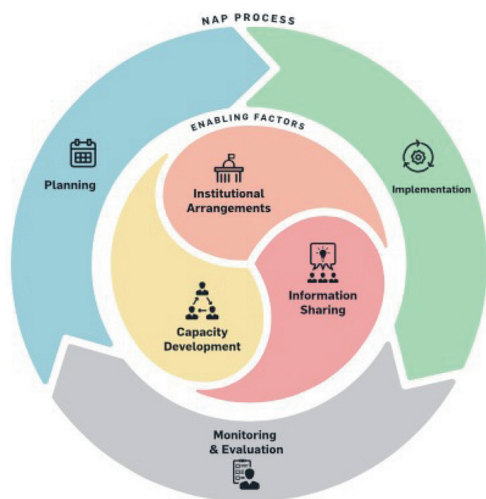 NAP PROCESS
ENABLING FACTORS
Planning
Institutional
Arrangements
Implementation
Information
Sharing
Capacity
Development
Monitoring
& Evaluation